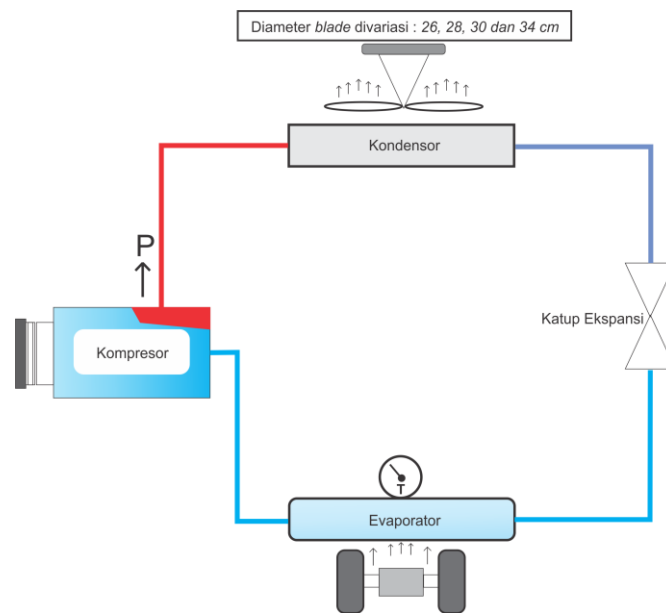 Diameter blade divariasi : 26, 28, 30 dan 34 cm
Kondensor
P
Katup Ekspansi
Kompresor
T
Evaporator